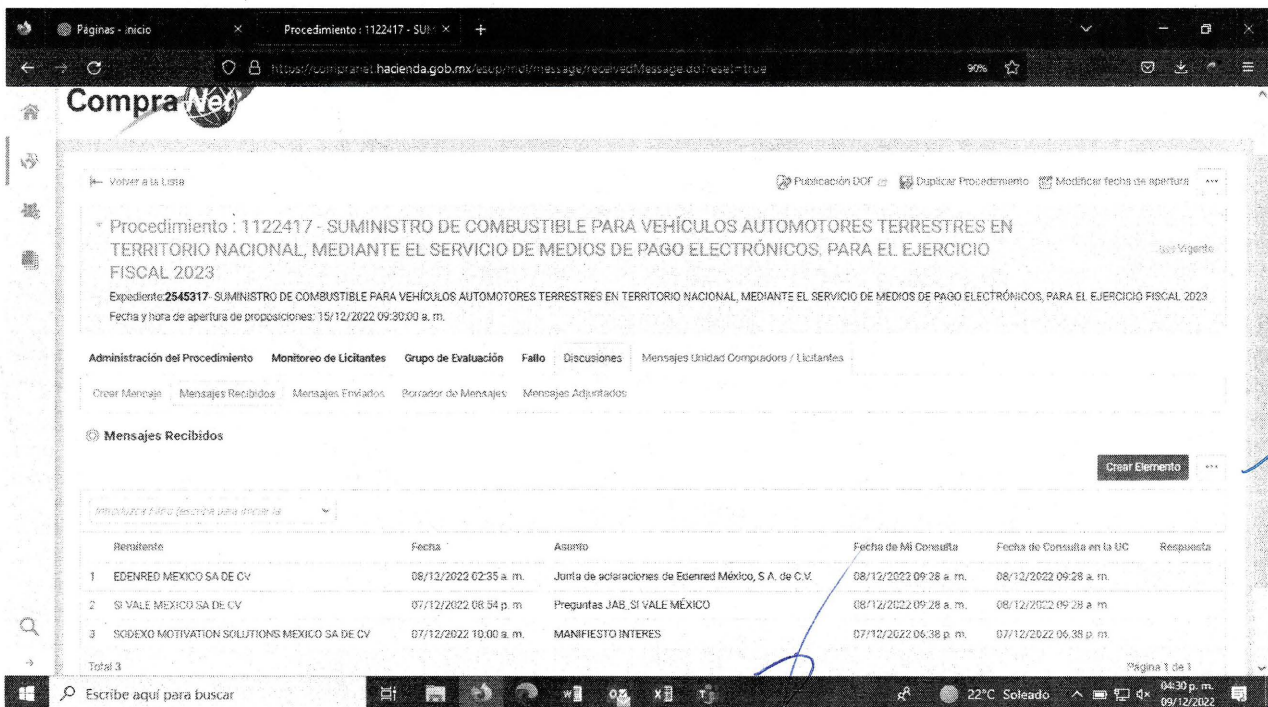 Páginas - Inicio
Procedimiento : 1122417 - SUM
https://compranet.hacienda.gob.mx/esop/mdl/message/receivedMessage.do?reset=true
90%
CompraNet
Volver a la Lista
Publicación DOF
Duplicar Procedimiento
Modificar fecha de apertura
Procedimiento : 1122417 - SUMINISTRO DE COMBUSTIBLE PARA VEHÍCULOS AUTOMOTORES TERRESTRES EN
TERRITORIO NACIONAL, MEDIANTE EL SERVICIO DE MEDIOS DE PAGO ELECTRÓNICOS, PARA EL EJERCICIO
FISCAL 2023
Vigente
Expediente:2545317- SUMINISTRO DE COMBUSTIBLE PARA VEHÍCULOS AUTOMOTORES TERRESTRES EN TERRITORIO NACIONAL, MEDIANTE EL SERVICIO DE MEDIOS DE PAGO ELECTRÓNICOS, PARA EL EJERCICIO FISCAL 2023
Fecha y hora de apertura de proposiciones: 15/12/2022 09:30:00 a. m.
Administración del Procedimiento Monitoreo de Licitantes Grupo de Evaluación Fallo Discusiones Mensajes Unidad Compradora / Licitantes
Crear Mensaje Mensajes Recibidos Mensajes Enviados Borrador de Mensajes Mensajes Adjuntados
Mensajes Recibidos
Crear Elemento
Remitente Fecha Asunto Fecha de Mi Consulta Fecha de Consulta en la UC Respuesta
1 EDENRED MEXICO SA DE CV 08/12/2022 02:35 a. m. Junta de aclaraciones de Edenred México, S.A. de C.V. 08/12/2022 09:28 a. m. 08/12/2022 09:28 a. m.
2 SI VALE MEXICO SA DE CV 07/12/2022 08:54 p. m. Preguntas JAB_SI VALE MÉXICO 08/12/2022 09:28 a. m. 08/12/2022 09:28 a. m.
3 SODEXO MOTIVATION SOLUTIONS MEXICO SA DE CV 07/12/2022 10:00 a. m. MANIFIESTO INTERES 07/12/2022 06:38 p. m. 07/12/2022 06:38 p. m.
Total 3
Página 1 de 1
Escribe aquí para buscar
22°C Soleado
04:30 p. m.
09/12/2022